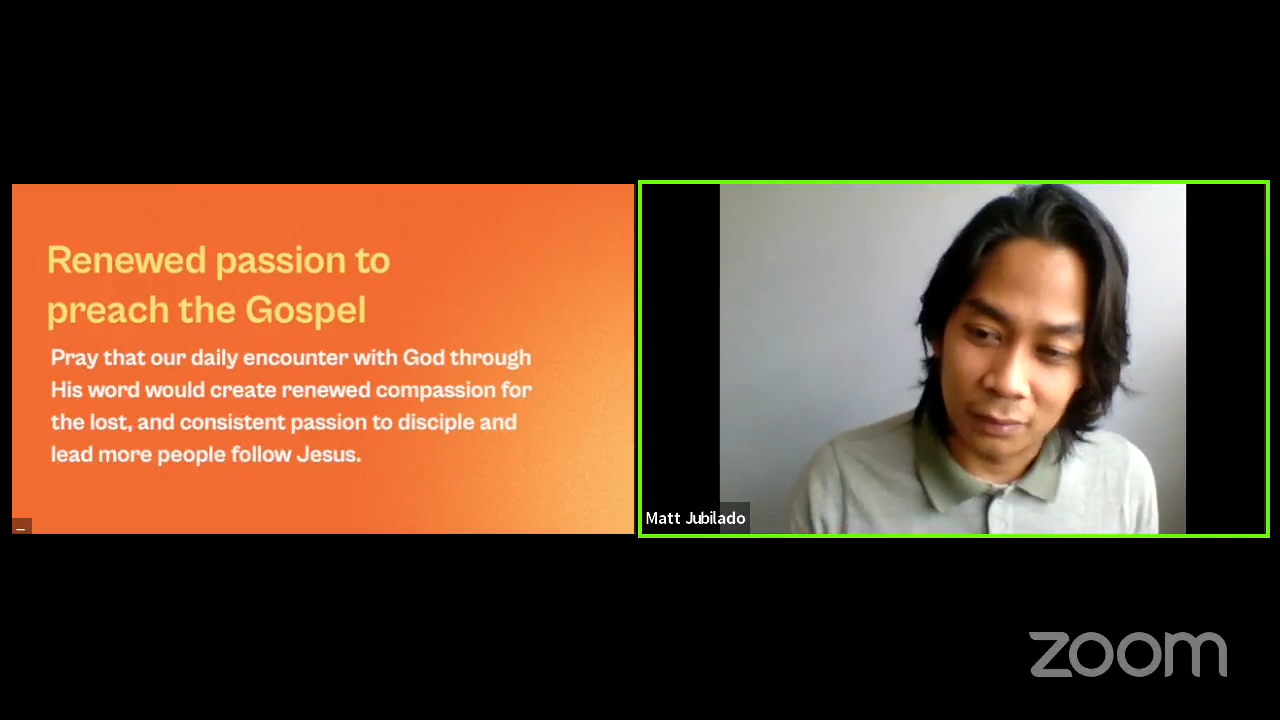 Renewed passion to
preach the Gospel
Pray that our daily encounter with God through
His word would create renewed compassion for
the lost, and consistent passion to disciple and
lead more people follow Jesus.
_
Matt Jubilado
zoom